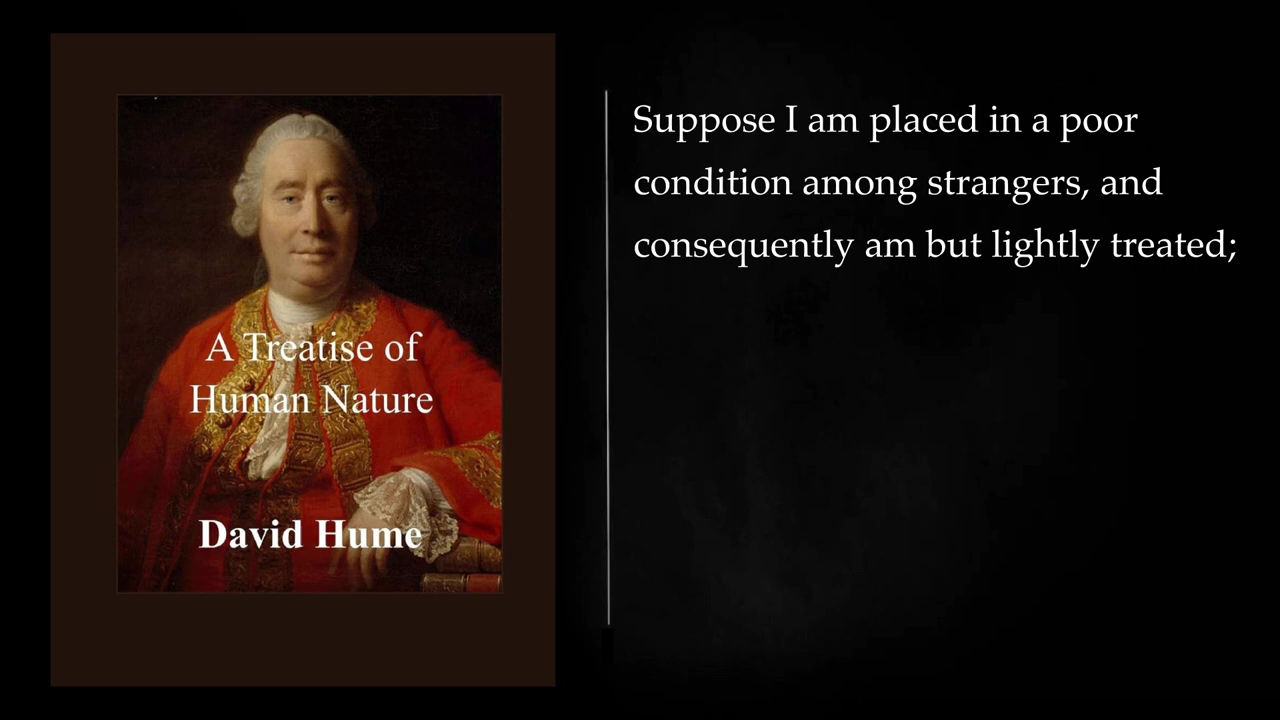 A Treatise of
Human Nature
David Hume
Suppose I am placed in a poor
condition among strangers, and
consequently am but lightly treated;